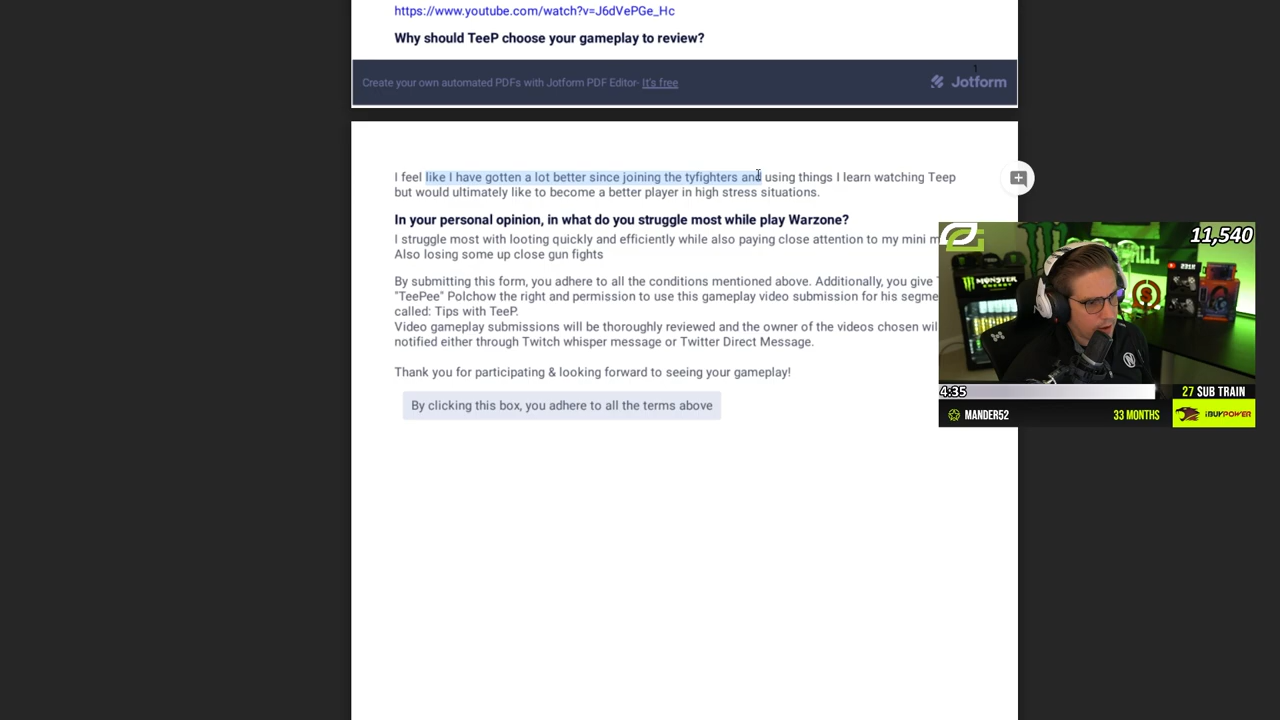 https://www.youtube.com/watch?v=J6dVePGe_Hc
Why should TeeP choose your gameplay to review?
1
Create your own automated PDFs with Jotform PDF Editor- It's free
Jotform
I feel like I have gotten a lot better since joining the tyfighters and using things I learn watching Teep
but would ultimately like to become a better player in high stress situations.
In your personal opinion, in what do you struggle most while play Warzone?
I struggle most with looting quickly and efficiently while also paying close attention to my mini
Also losing some up close gun fights
By submitting this form, you adhere to all the conditions mentioned above. Additionally, you give
"TeePee" Polchow the right and permission to use this gameplay video submission for his
called: Tips with TeeP.
Video gameplay submissions will be thoroughly reviewed and the owner of the videos chosen
notified either through Twitch whisper message or Twitter Direct Message.
Thank you for participating & looking forward to seeing your gameplay!
By clicking this box, you adhere to all the terms above
11,540
MONSTER
ENERGY
4:35
27 SUB TRAIN
MANDER52
33 MONTHS
iBUYPOWER